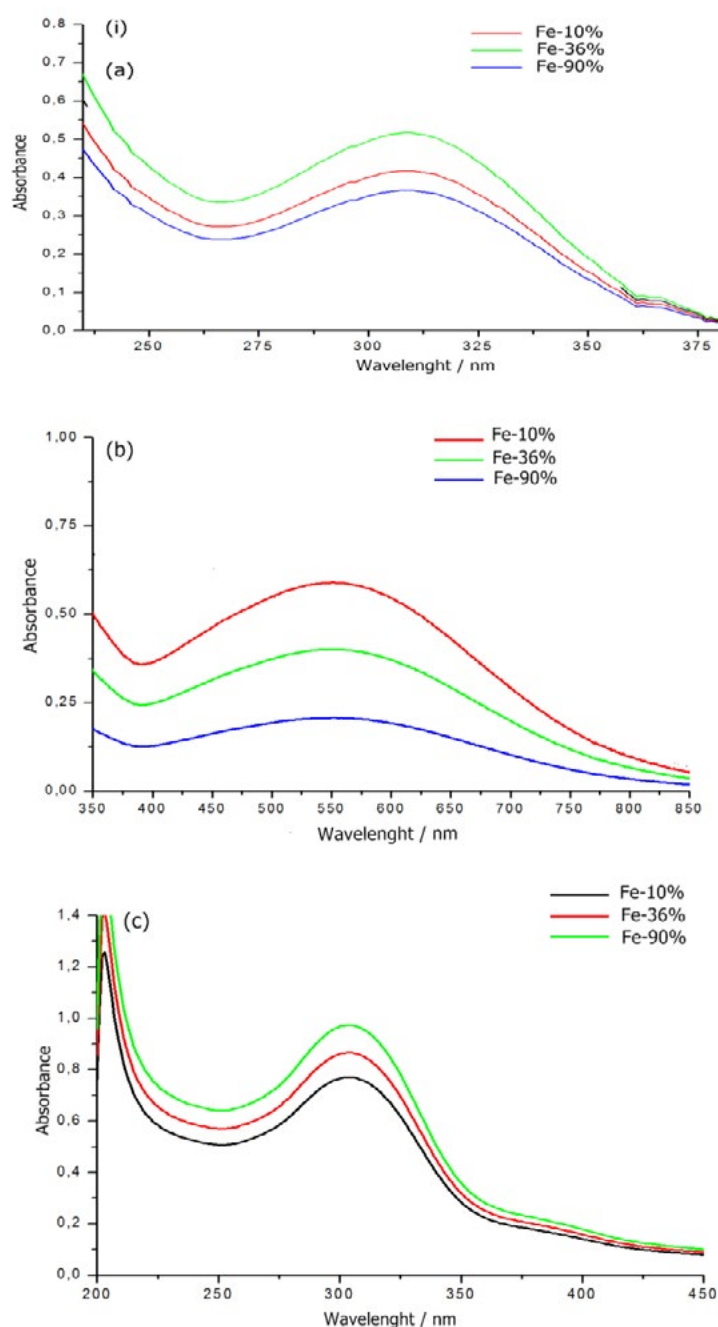 (i)
(a)
Fe-10%
Fe-36%
Fe-90%
0,8
0,7
0,6
0,5
0,4
0,3
0,2
0,1
0,0
Absorbance
250 275 300 325 350 375
Wavelenght / nm
(b)
Fe-10%
Fe-36%
Fe-90%
1,00
0,75
0,50
0,25
0,00
Absorbance
350 400 450 500 550 600 650 700 750 800 850
Wavelenght / nm
(c)
Fe-10%
Fe-36%
Fe-90%
1,4
1,2
1,0
0,8
0,6
0,4
0,2
0,0
Absorbance
200 250 300 350 400 450
Wavelenght / nm